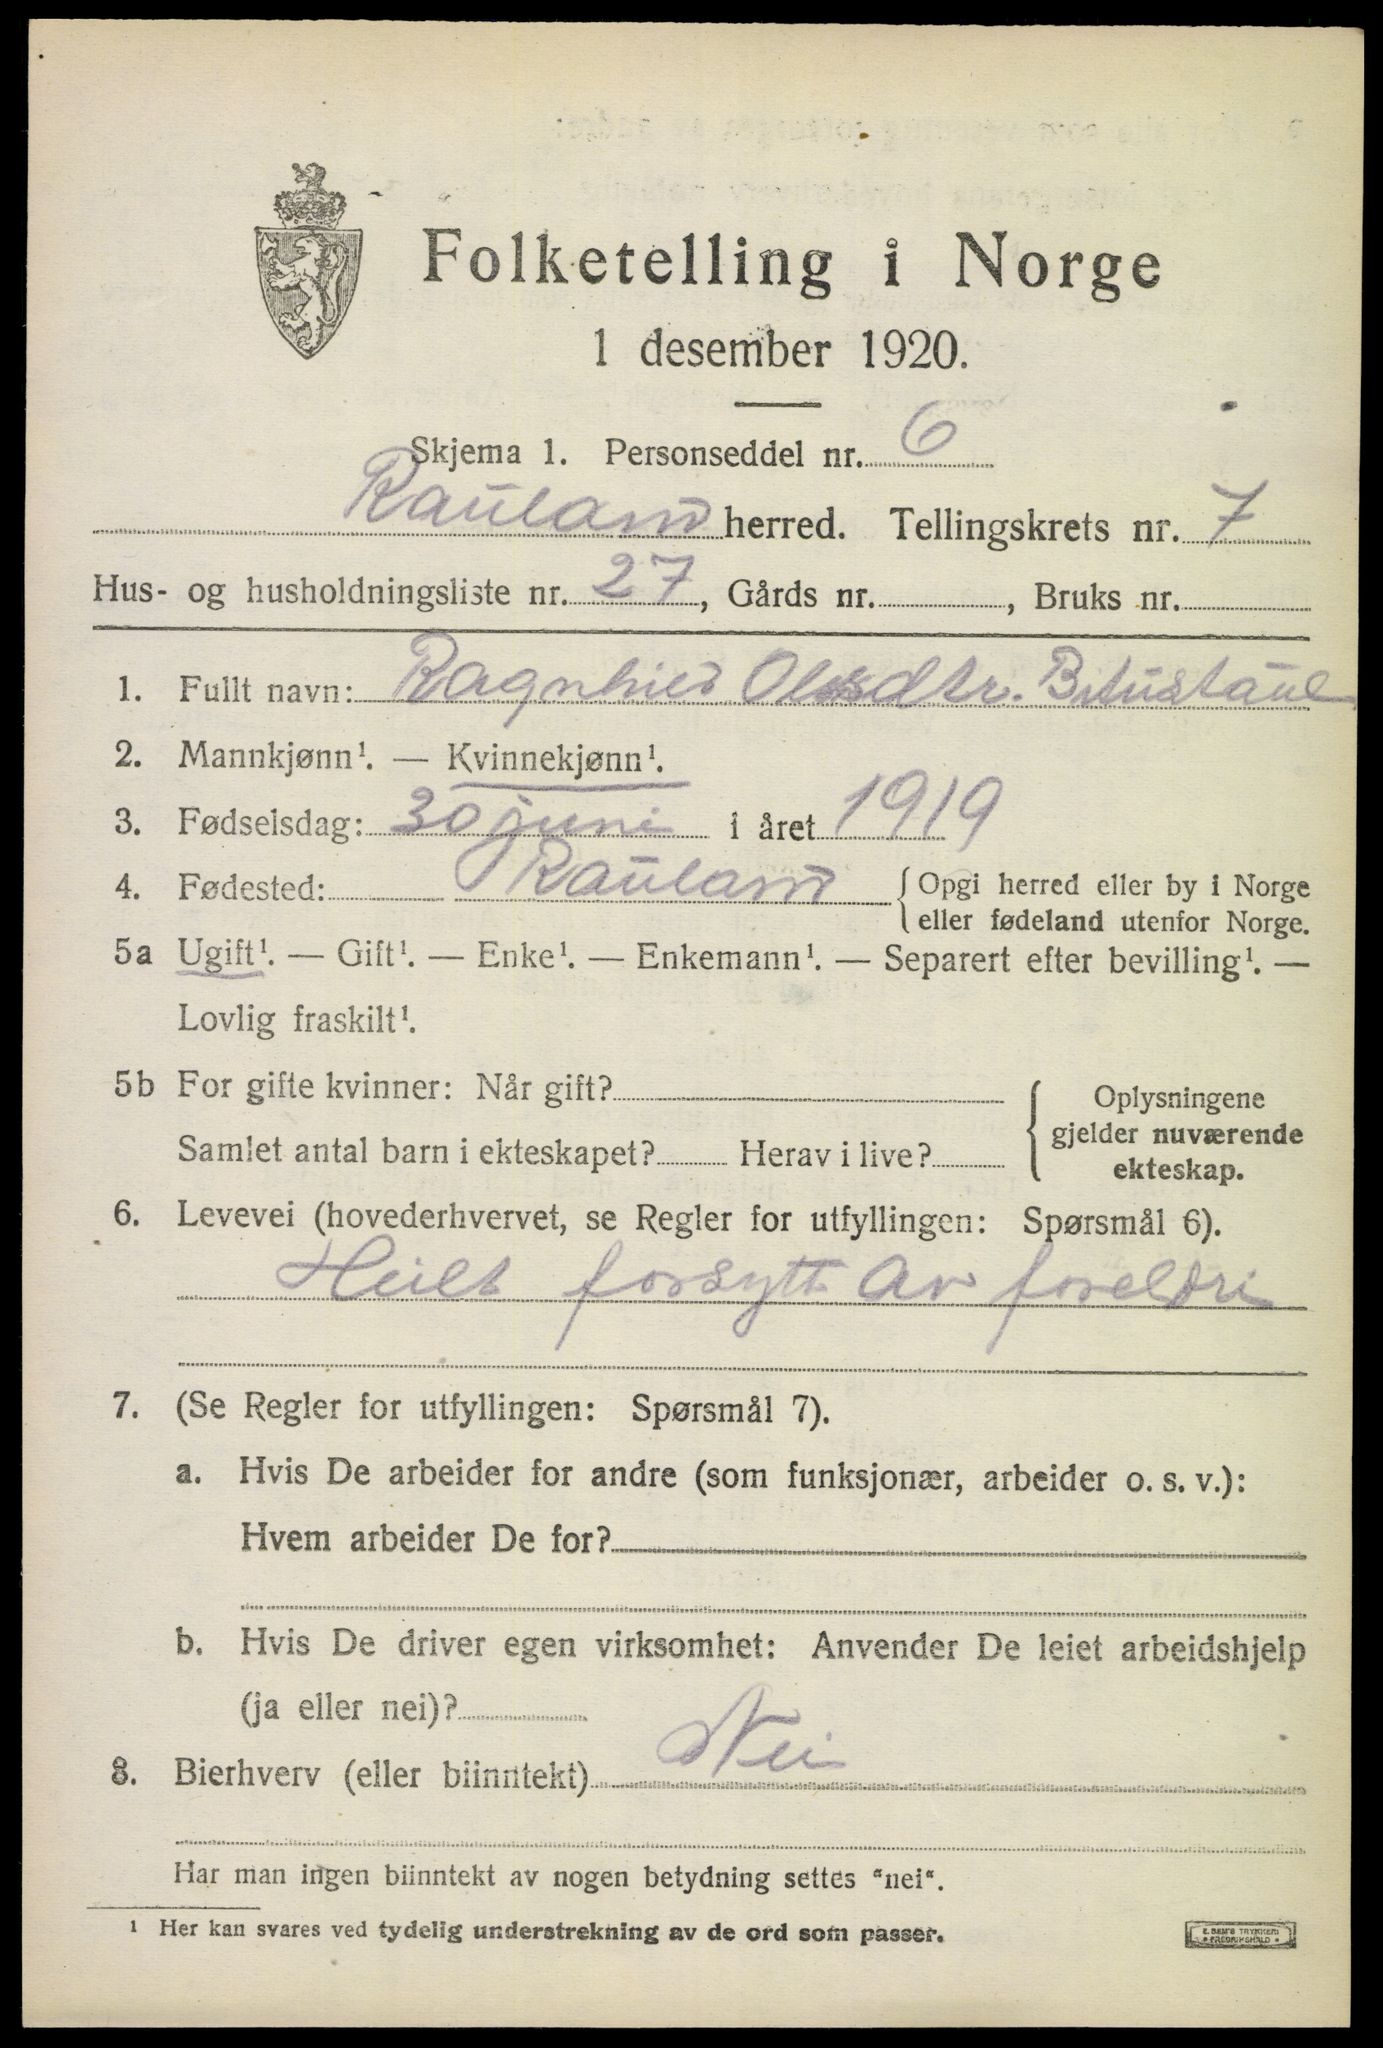 Folketelling i Norge
1 desember 1920.
Skjema 1. Personseddel nr. 6
Rauland herred. Tellingskrets nr. 7
Hus- og husholdningsliste nr. 27, Gårds nr. , Bruks nr.
1. Fullt navn: Ragnhild Olsdtr. Bitustaul
2. Mannkjønn¹. — Kvinnekjønn¹.
3. Fødselsdag: 30 juni i året 1919
4. Fødested: Rauland { Opgi herred eller by i Norge
eller fødeland utenfor Norge.
5a Ugift¹. — Gift¹. — Enke¹. — Enkemann¹. — Separert efter bevilling¹. —
Lovlig fraskilt¹.
5b For gifte kvinner: Når gift? { Oplysningene
gjelder nuværende
Samlet antal barn i ekteskapet? Herav i live?
ekteskap.
6. Levevei (hovederhvervet, se Regler for utfyllingen: Spørsmål 6).
Heilt forsytt av foreldri
7. (Se Regler for utfyllingen: Spørsmål 7).
a. Hvis De arbeider for andre (som funksjonær, arbeider o. s. v.):
Hvem arbeider De for?
b. Hvis De driver egen virksomhet: Anvender De leiet arbeidshjelp
(ja eller nei)?
8. Bierhverv (eller biinntekt) Nei
Har man ingen biinntekt av nogen betydning settes "nei".
¹ Her kan svares ved tydelig understrekning av de ord som passer.
E. SEM'S TRYKKERI
FREDRIKSHALD